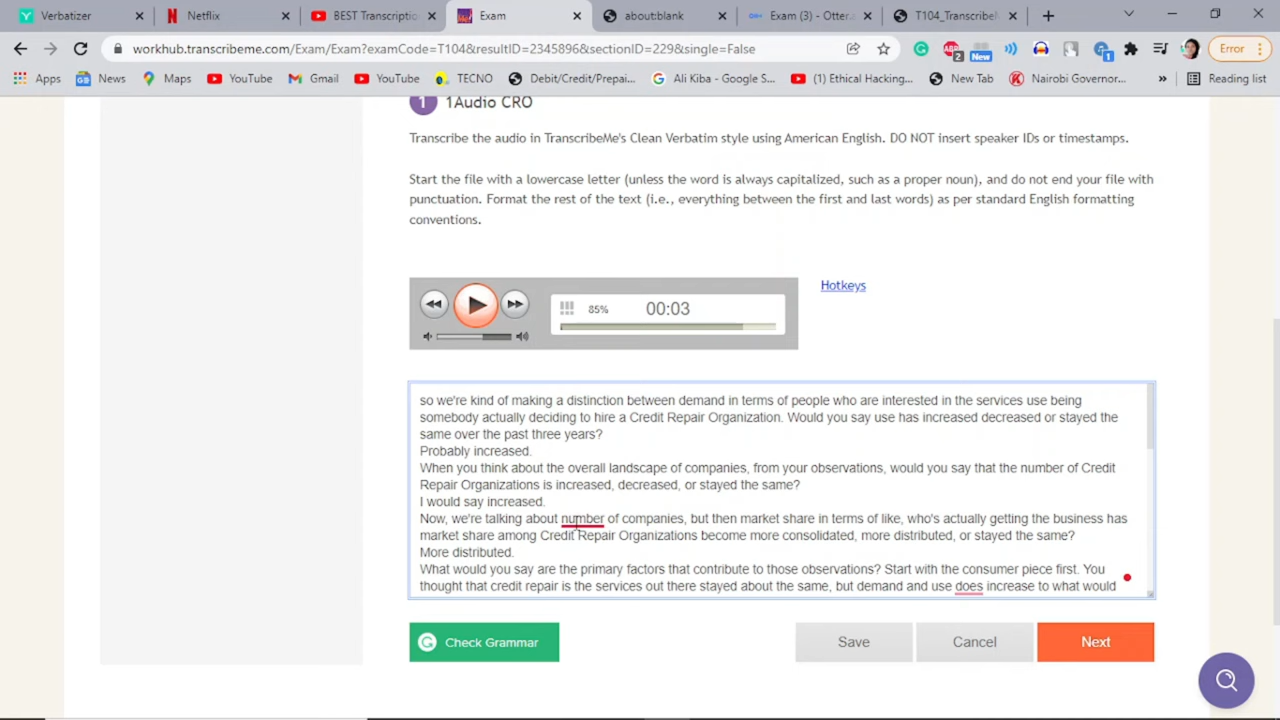 Verbatizer
Netflix
BEST Transcriptio
Exam
about:blank
Exam (3) - Otter.a
T104_TranscribeM
workhub.transcribeme.com/Exam/Exam?examCode=T104&resultID=2345896&sectionID=229&single=False
2
New
1
Error
Apps
News
Maps
YouTube
Gmail
YouTube
TECNO
Debit/Credit/Prepai...
Ali Kiba - Google S...
(1) Ethical Hacking...
New Tab
Nairobi Governor...
»
Reading list
1 1Audio CRO
Transcribe the audio in TranscribeMe's Clean Verbatim style using American English. DO NOT insert speaker IDs or timestamps.
Start the file with a lowercase letter (unless the word is always capitalized, such as a proper noun), and do not end your file with
punctuation. Format the rest of the text (i.e., everything between the first and last words) as per standard English formatting
conventions.
85%
00:03
Hotkeys
so we're kind of making a distinction between demand in terms of people who are interested in the services use being
somebody actually deciding to hire a Credit Repair Organization. Would you say use has increased decreased or stayed the
same over the past three years?
Probably increased.
When you think about the overall landscape of companies, from your observations, would you say that the number of Credit
Repair Organizations is increased, decreased, or stayed the same?
I would say increased.
Now, we're talking about number of companies, but then market share in terms of like, who's actually getting the business has
market share among Credit Repair Organizations become more consolidated, more distributed, or stayed the same?
More distributed.
What would you say are the primary factors that contribute to those observations? Start with the consumer piece first. You
thought that credit repair is the services out there stayed about the same, but demand and use does increase to what would
Check Grammar
Save
Cancel
Next